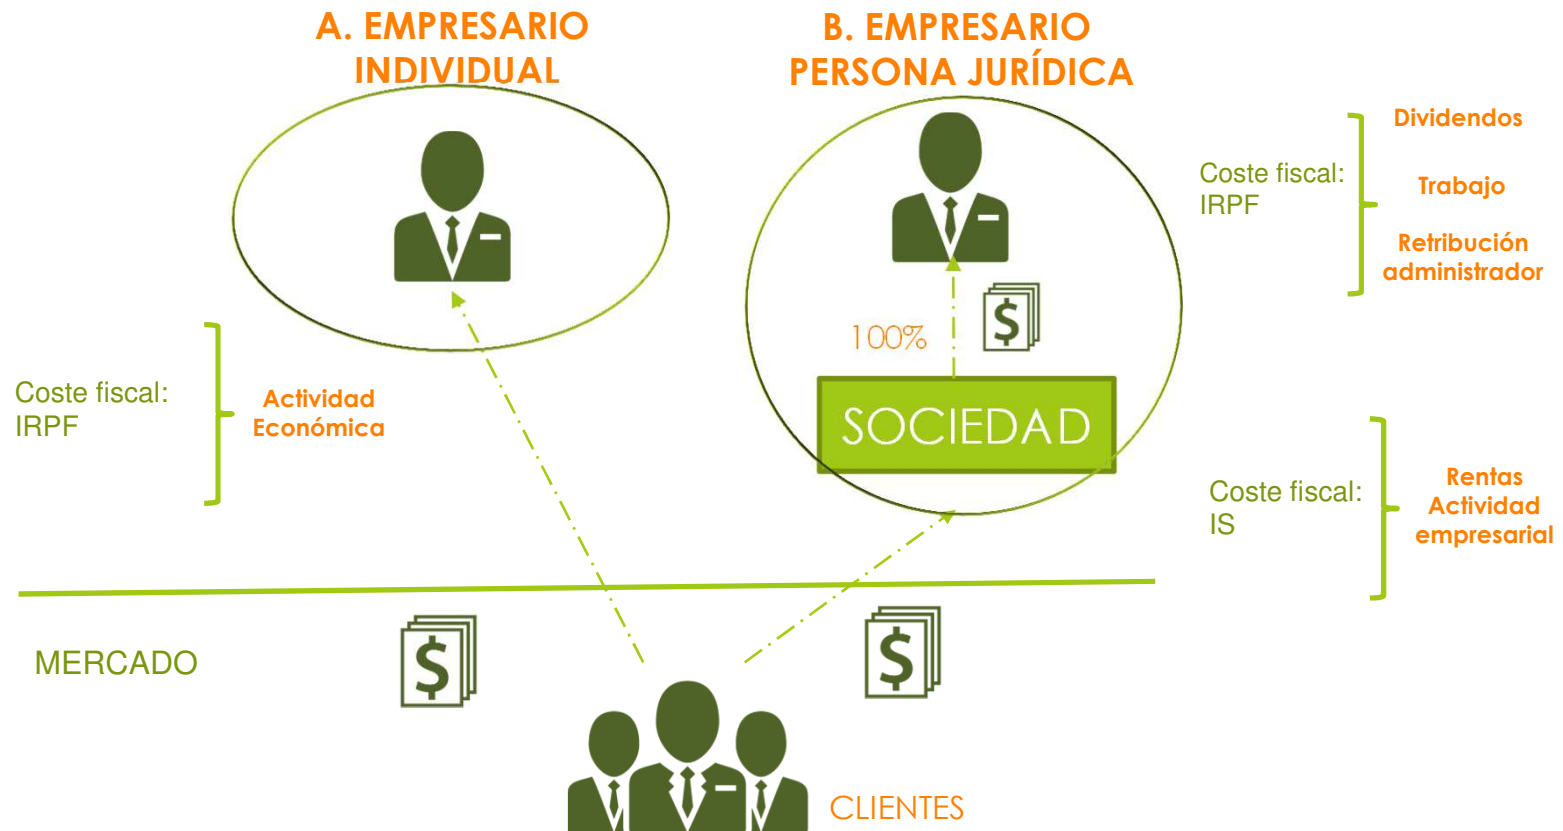 A. EMPRESARIO
INDIVIDUAL
B. EMPRESARIO
PERSONA JURÍDICA
Coste fiscal:
IRPF
Dividendos
Trabajo
Retribución
administrador
$
100%
SOCIEDAD
Coste fiscal:
IRPF
Actividad
Económica
Coste fiscal:
IS
Rentas
Actividad
empresarial
MERCADO
$
$
CLIENTES